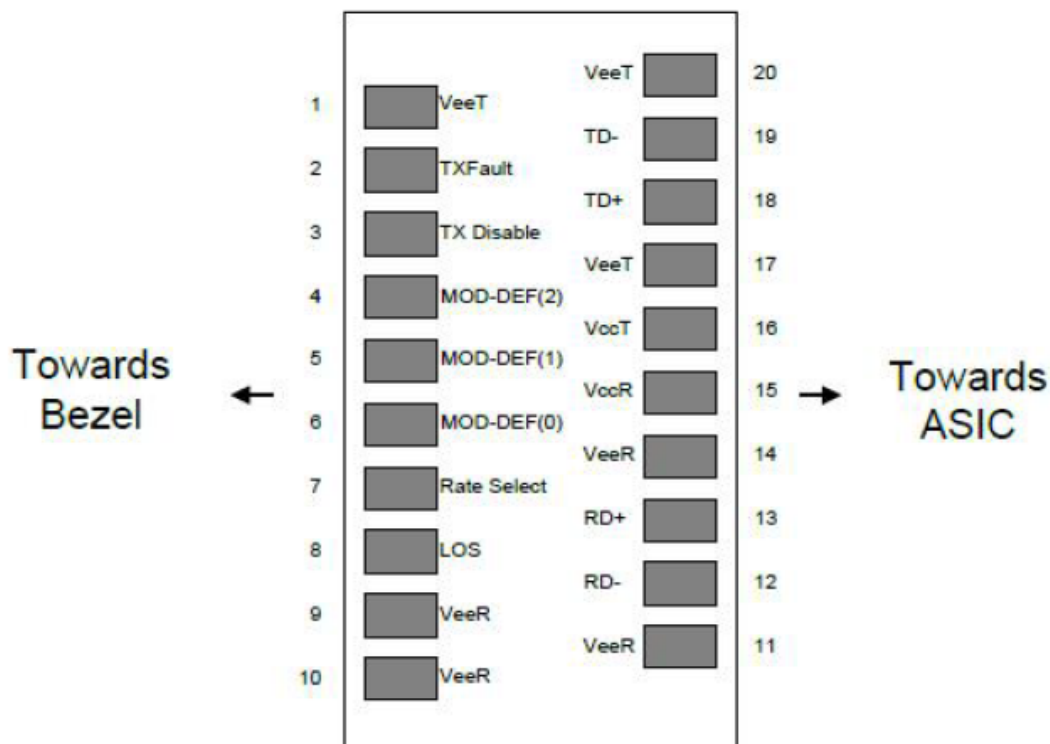 VeeT 20
1 VeeT
TD- 19
2 TXFault
TD+ 18
3 TX Disable
VeeT 17
4 MOD-DEF(2)
VccT 16
5 MOD-DEF(1)
Towards
Bezel
VccR 15
Towards
ASIC
6 MOD-DEF(0)
VeeR 14
7 Rate Select
RD+ 13
8 LOS
RD- 12
9 VeeR
VeeR 11
10 VeeR